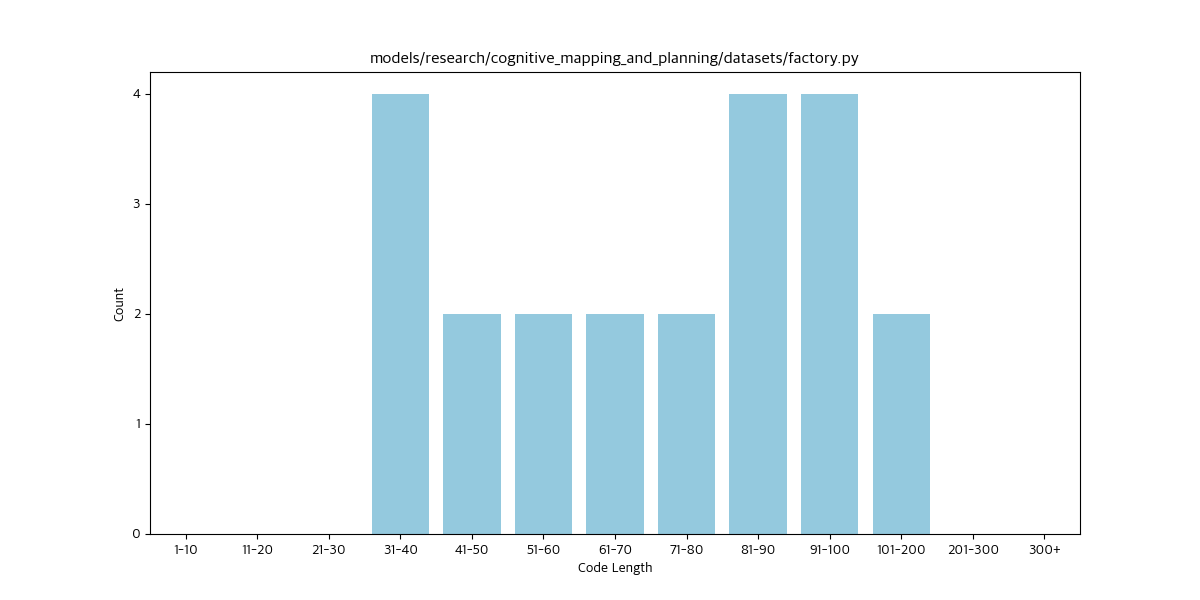 models/research/cognitive_mapping_and_planning/datasets/factory.py
4
3
2
1
0
Count
1-10 11-20 21-30 31-40 41-50 51-60 61-70 71-80 81-90 91-100 101-200 201-300 300+
Code Length